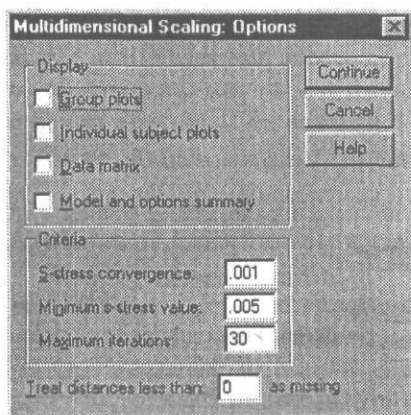 Multidimensional Scaling: Options
Display
Group plots
Individual subject plots
Data matrix
Model and options summary
Continue
Cancel
Help
Criteria
S-stress convergence: .001
Minimum s-stress value: .005
Maximum iterations: 30
Treat distances less than: 0 as missing